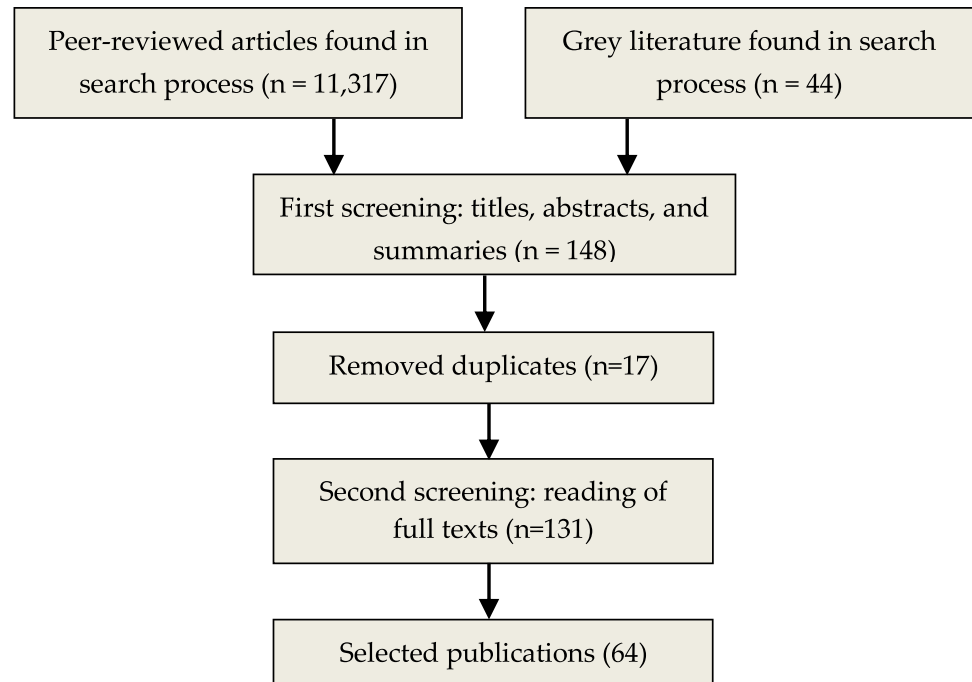 Peer-reviewed articles found in
search process (n = 11,317)
Grey literature found in search
process (n = 44)
First screening: titles, abstracts, and
summaries (n = 148)
Removed duplicates (n=17)
Second screening: reading of
full texts (n=131)
Selected publications (64)